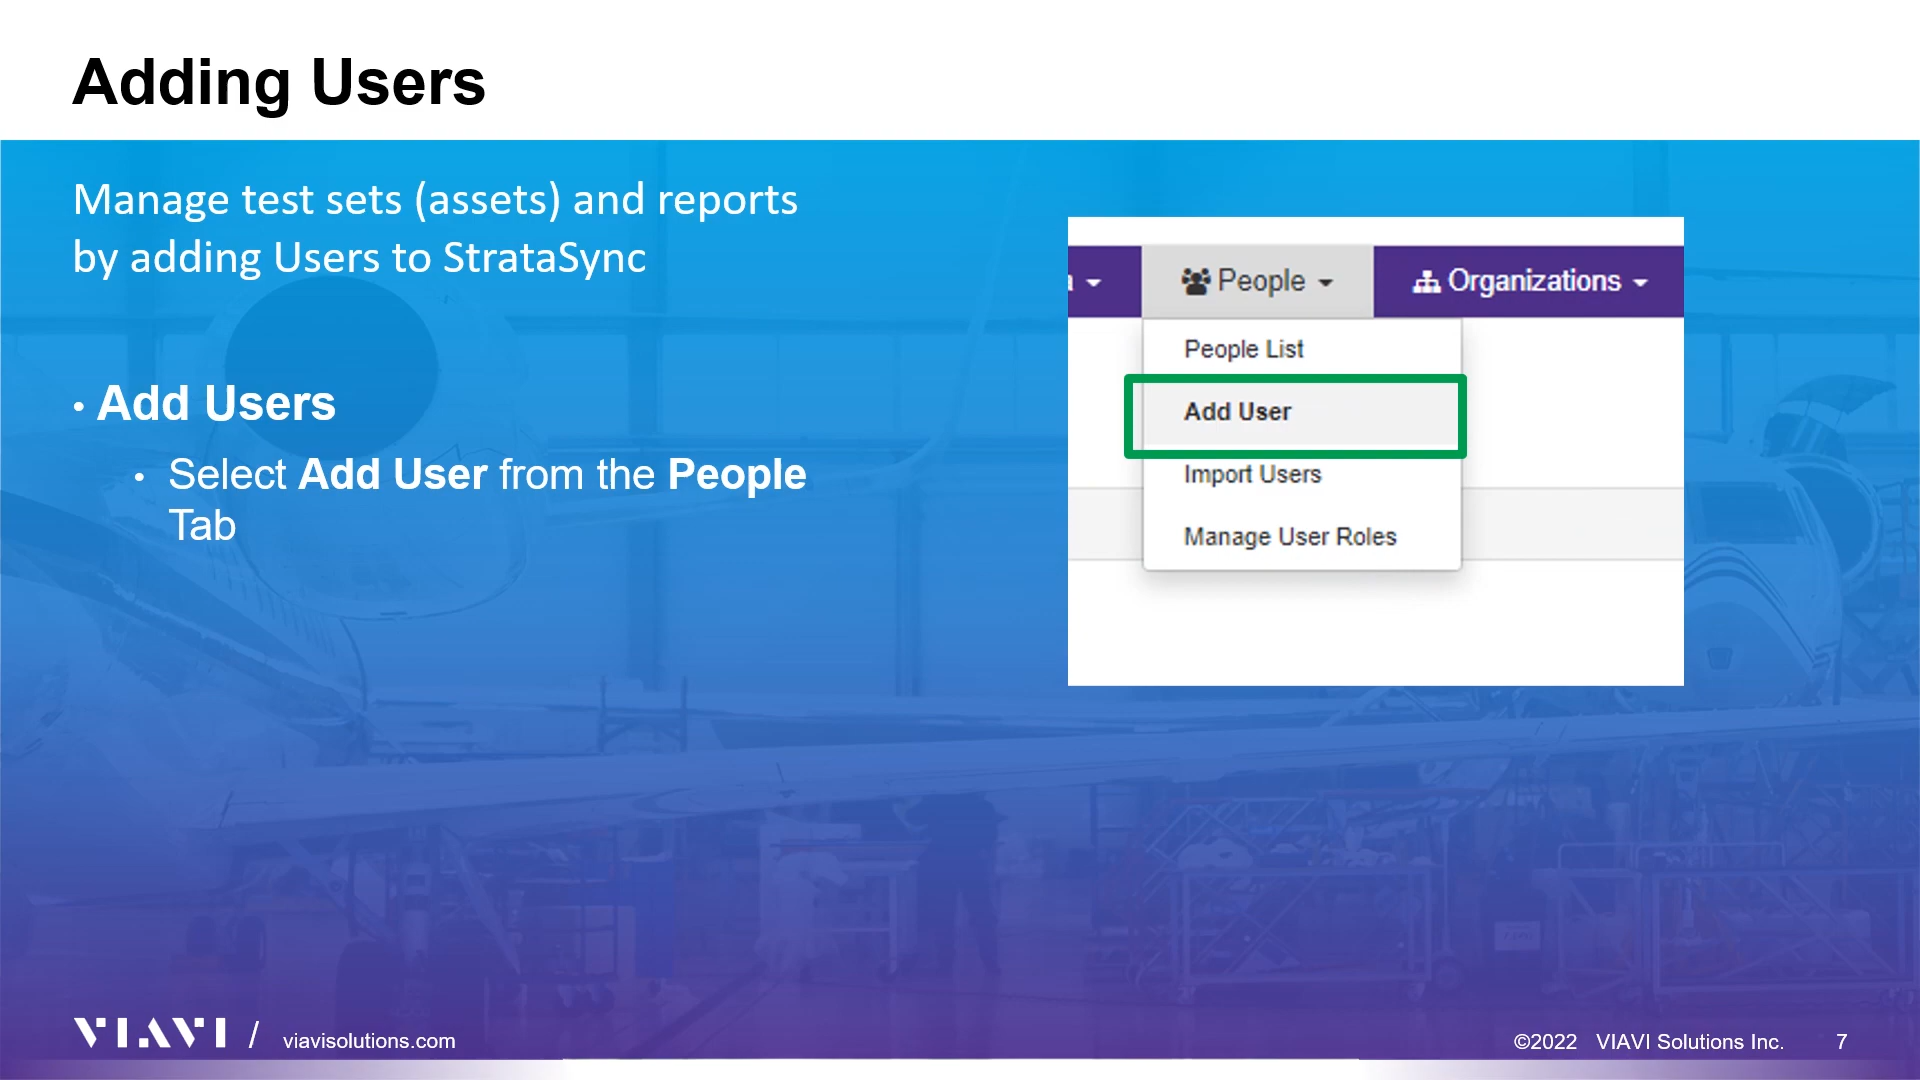 Adding Users
Manage test sets (assets) and reports
by adding Users to StrataSync
• Add Users
• Select Add User from the People
Tab
People
Organizations
People List
Add User
Import Users
Manage User Roles
VIAVI / viavisolutions.com
©2022 VIAVI Solutions Inc. 7